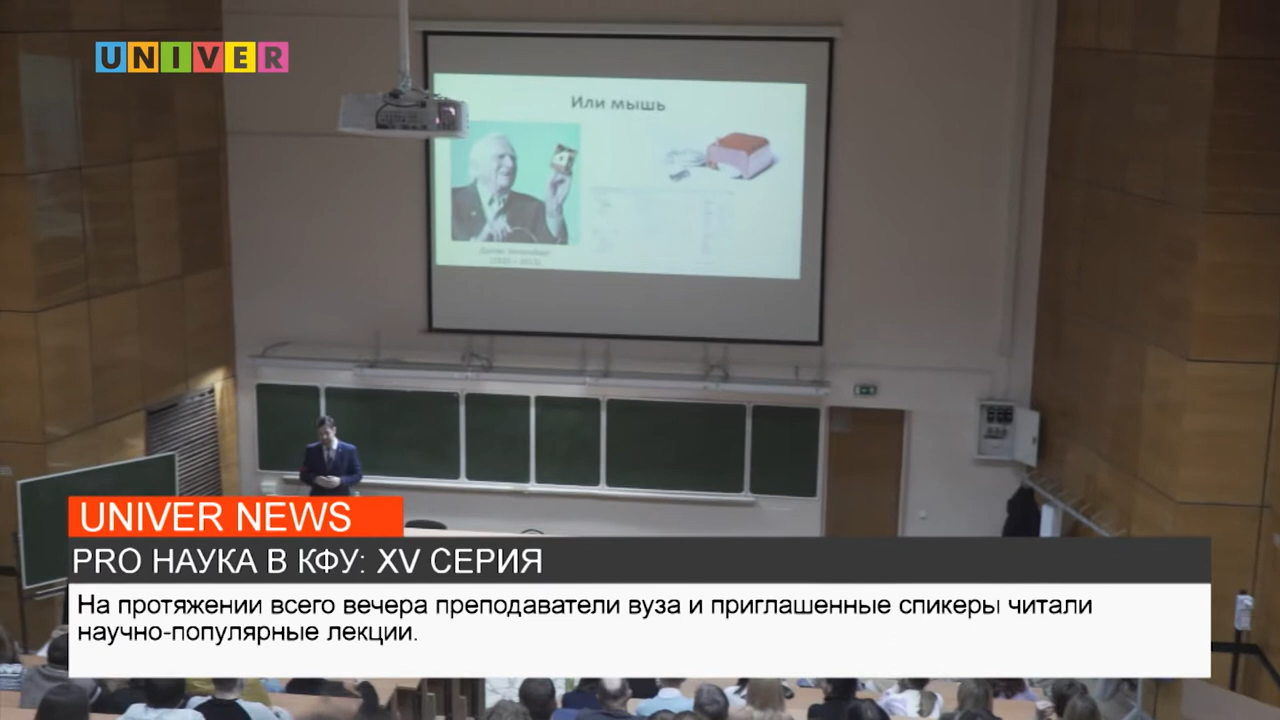 UNIVER
Или мышь
UNIVER NEWS
PRO НАУКА В КФУ: XV СЕРИЯ
На протяжении всего вечера преподаватели вуза и приглашенные спикеры читали
научно-популярные лекции.